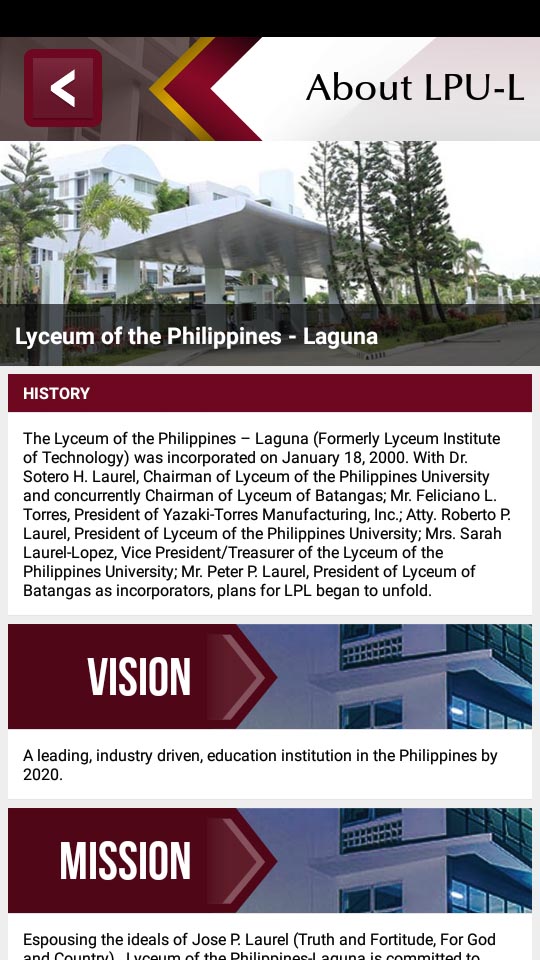 About LPU-L
Lyceum of the Philippines - Laguna
HISTORY
The Lyceum of the Philippines – Laguna (Formerly Lyceum Institute
of Technology) was incorporated on January 18, 2000. With Dr.
Sotero H. Laurel, Chairman of Lyceum of the Philippines University
and concurrently Chairman of Lyceum of Batangas; Mr. Feliciano L.
Torres, President of Yazaki-Torres Manufacturing, Inc.; Atty. Roberto P.
Laurel, President of Lyceum of the Philippines University; Mrs. Sarah
Laurel-Lopez, Vice President/Treasurer of the Lyceum of the
Philippines University; Mr. Peter P. Laurel, President of Lyceum of
Batangas as incorporators, plans for LPL began to unfold.
VISION
A leading, industry driven, education institution in the Philippines by
2020.
MISSION
Espousing the ideals of Jose P. Laurel (Truth and Fortitude, For God
and Country), Lyceum of the Philippines-Laguna is committed to